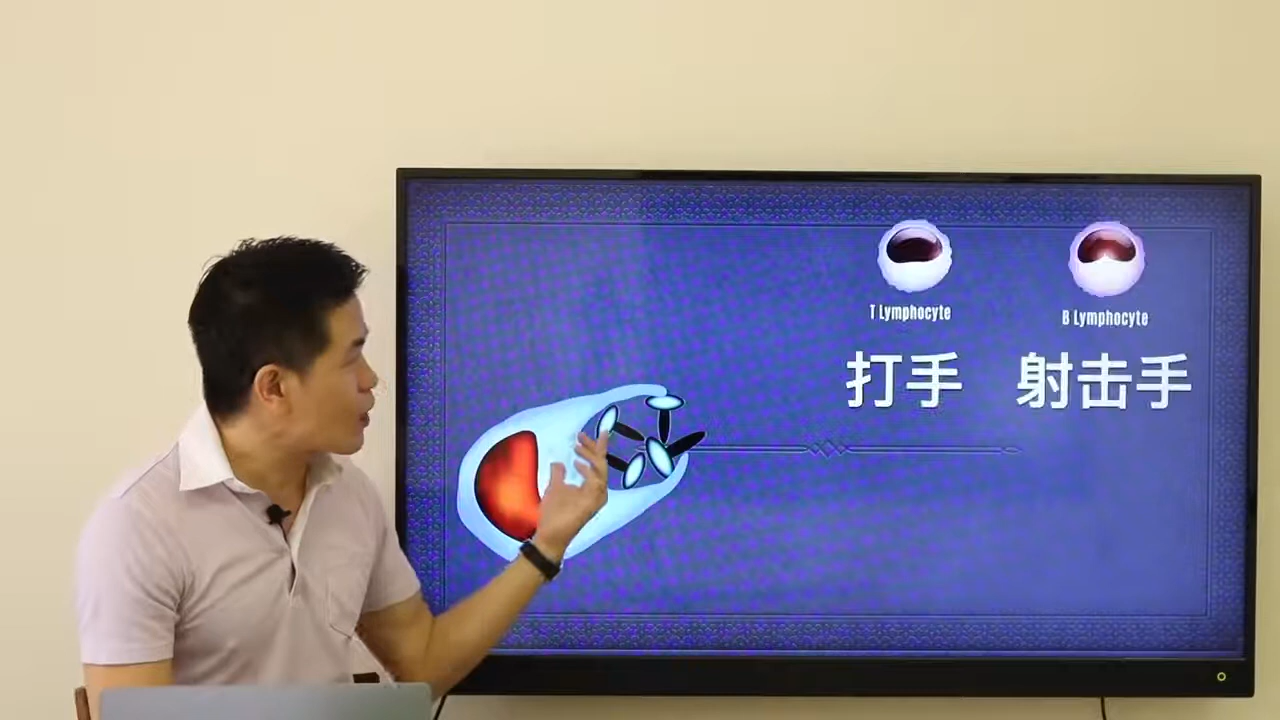 T Lymphocyte
B Lymphocyte
打手
射击手